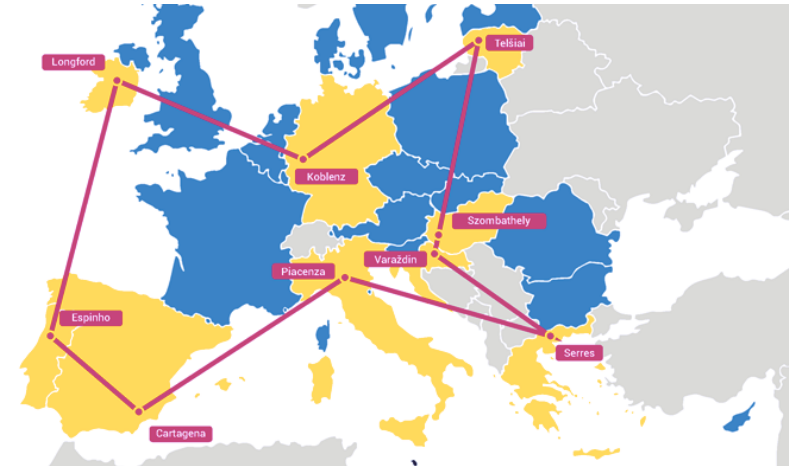 Telšiai
Longford
Koblenz
Szombathely
Varaždin
Piacenza
Espinho
Serres
Cartagena